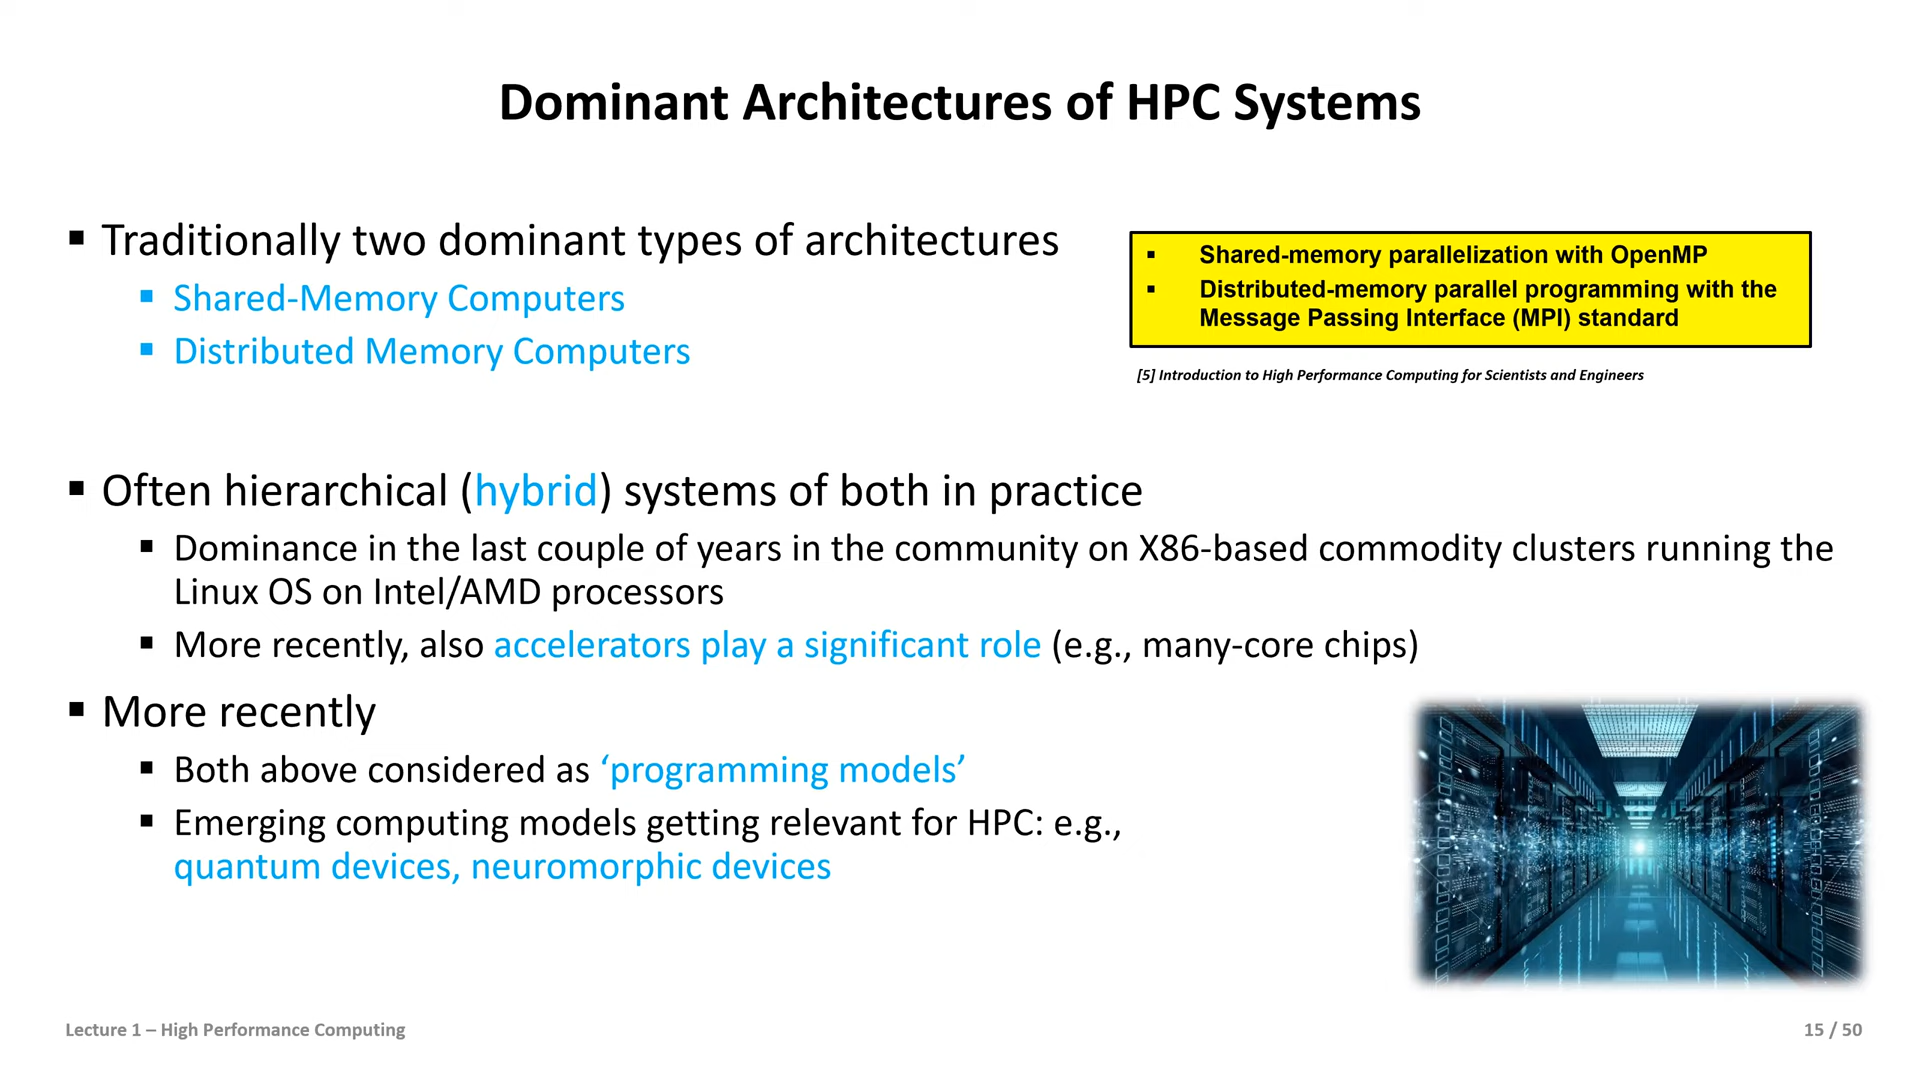 Dominant Architectures of HPC Systems
▪ Traditionally two dominant types of architectures
▪ Shared-Memory Computers
▪ Distributed Memory Computers
▪ Shared-memory parallelization with OpenMP
▪ Distributed-memory parallel programming with the
Message Passing Interface (MPI) standard
[5] Introduction to High Performance Computing for Scientists and Engineers
▪ Often hierarchical (hybrid) systems of both in practice
▪ Dominance in the last couple of years in the community on X86-based commodity clusters running the
Linux OS on Intel/AMD processors
▪ More recently, also accelerators play a significant role (e.g., many-core chips)
▪ More recently
▪ Both above considered as ‘programming models’
▪ Emerging computing models getting relevant for HPC: e.g.,
quantum devices, neuromorphic devices
Lecture 1 – High Performance Computing
15 / 50